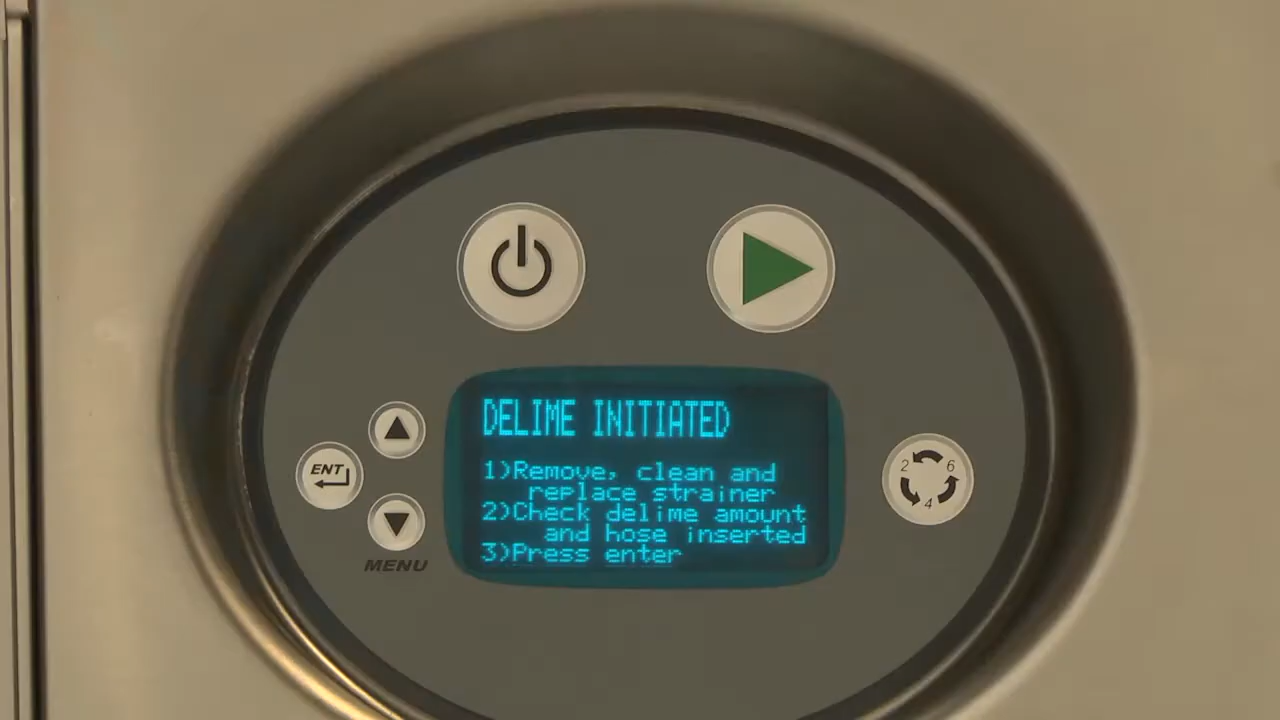 DELIME INITIATED
1)Remove, clean and
replace strainer
2)Check delime amount
and hose inserted
3)Press enter
ENT
MENU
2 6
4